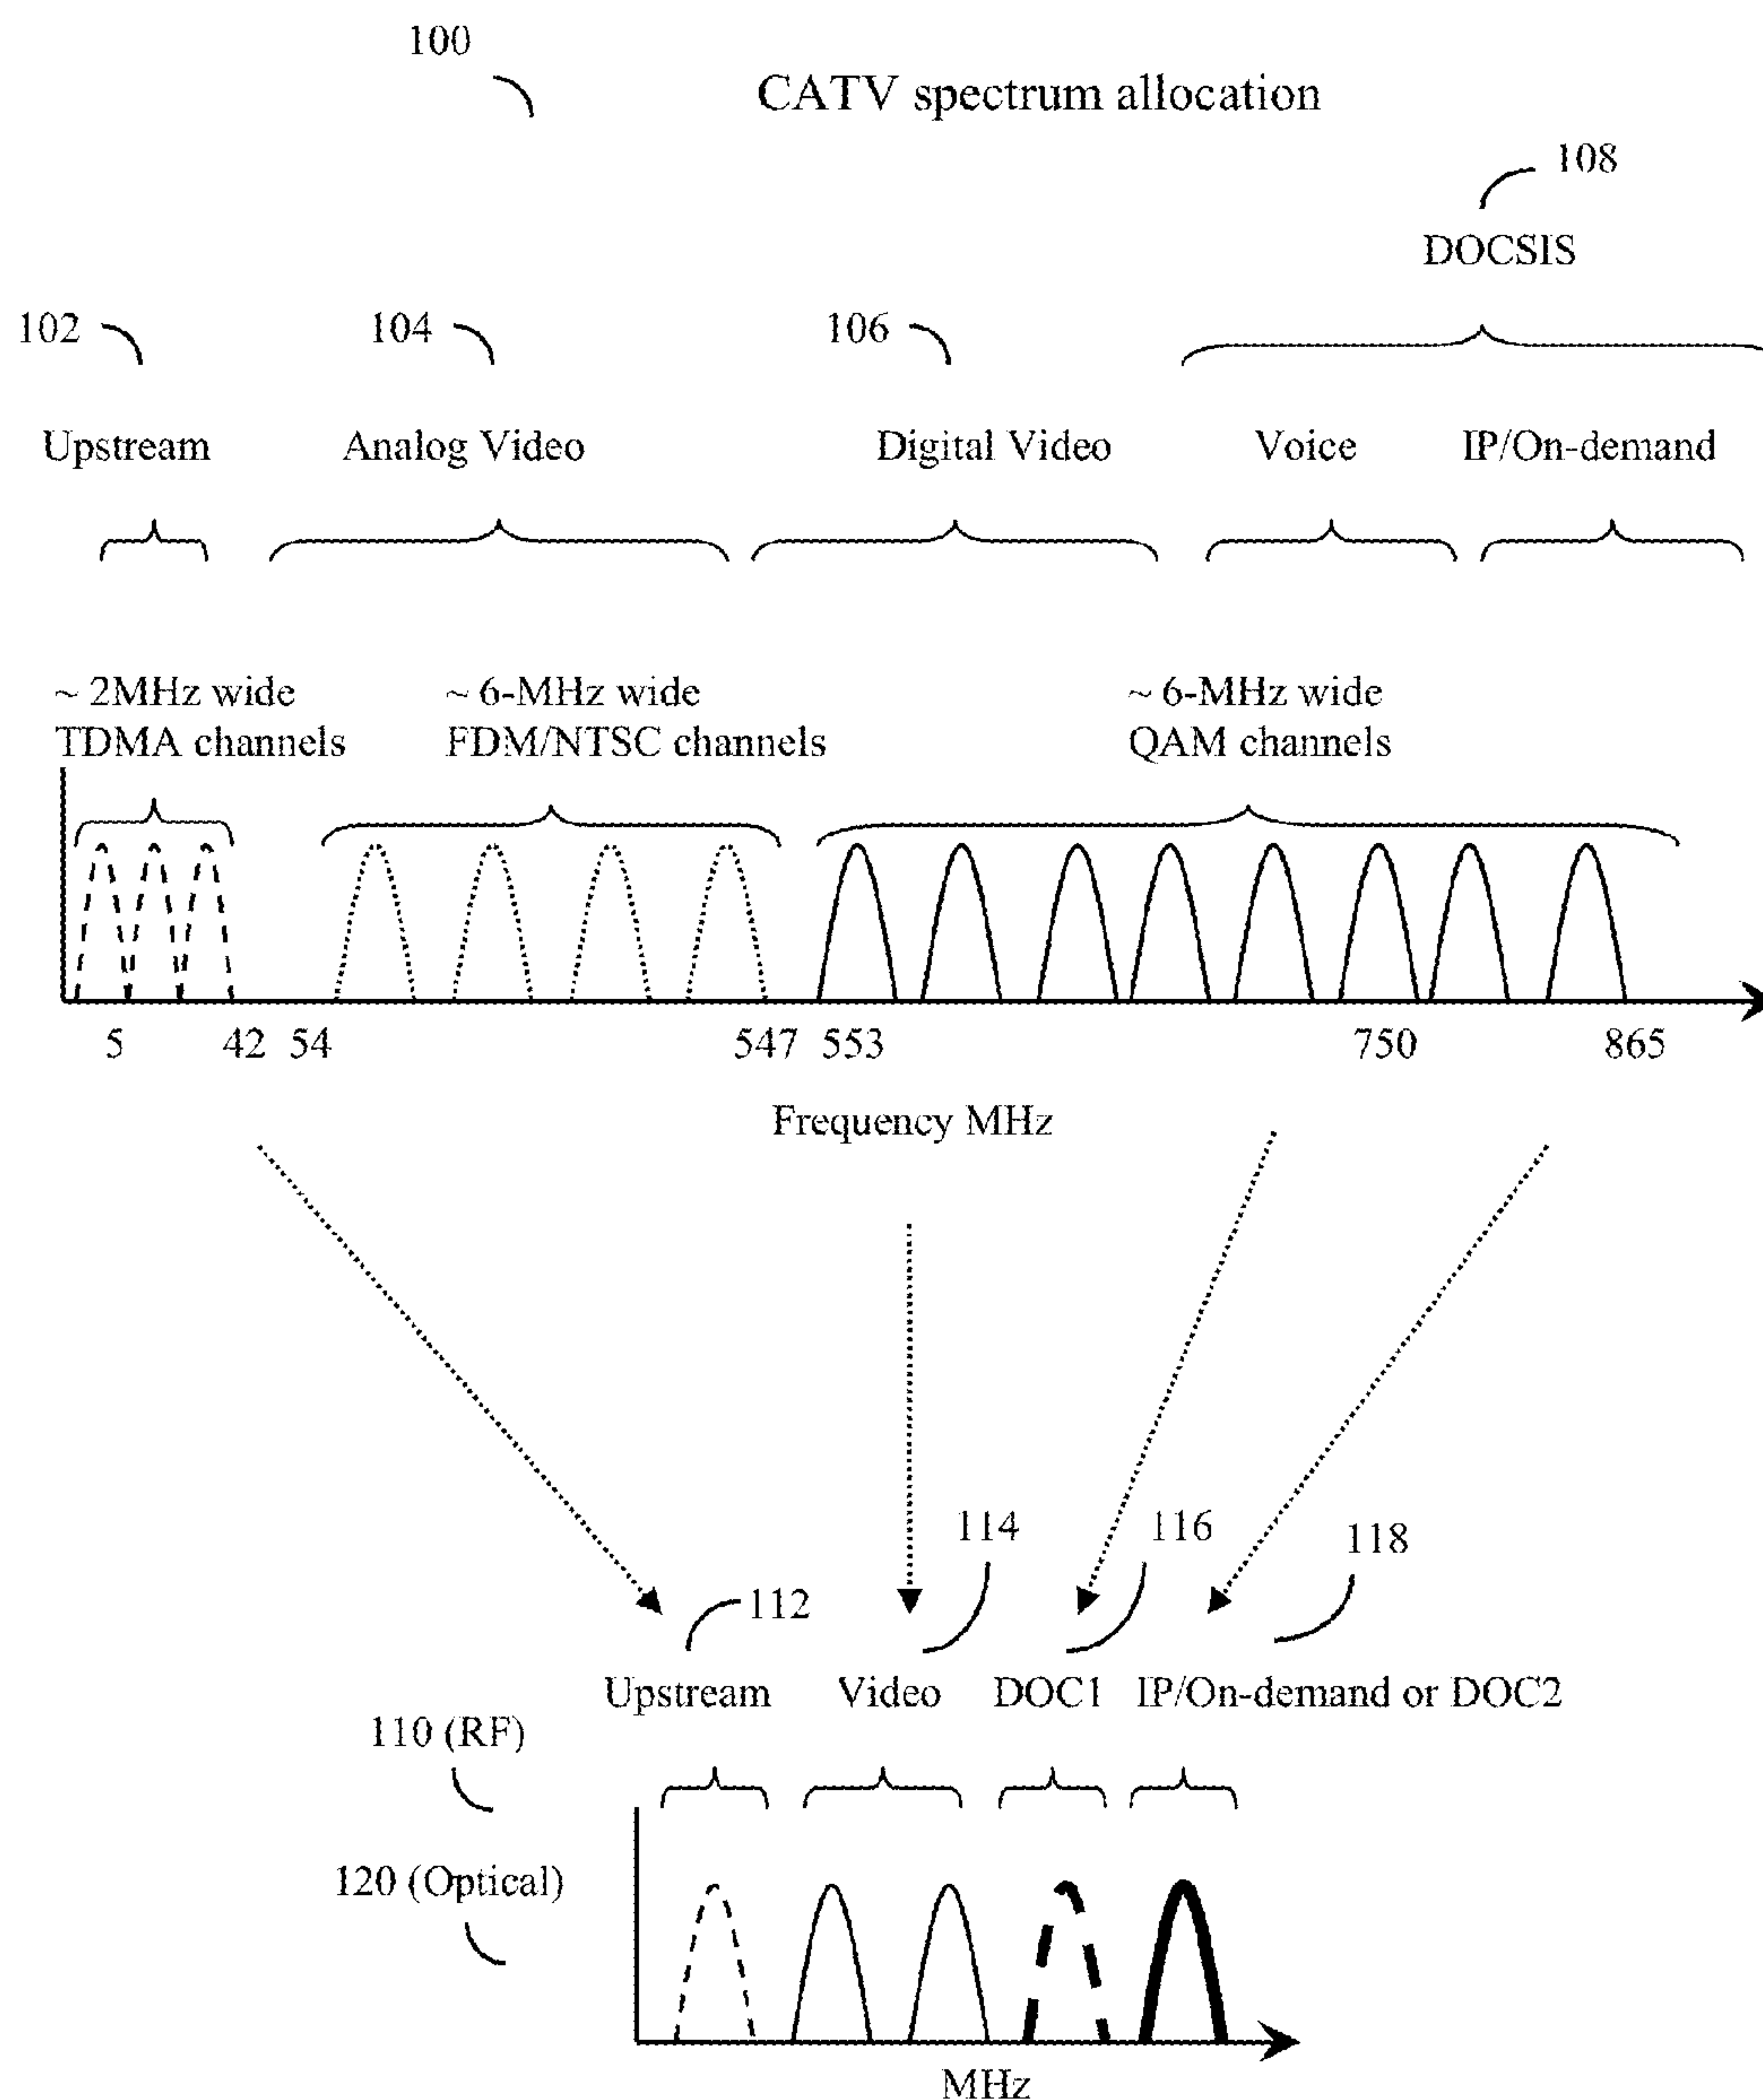 100
CATV spectrum allocation
108
DOCSIS
102
104
106
Upstream
Analog Video
Digital Video
Voice
IP/On-demand
~ 2MHz wide
TDMA channels
~ 6-MHz wide
FDM/NTSC channels
~ 6-MHz wide
QAM channels
5 42 54 547 553 750 865
Frequency MHz
114
116
118
112
Upstream
Video
DOC1
IP/On-demand or DOC2
110 (RF)
120 (Optical)
MHz